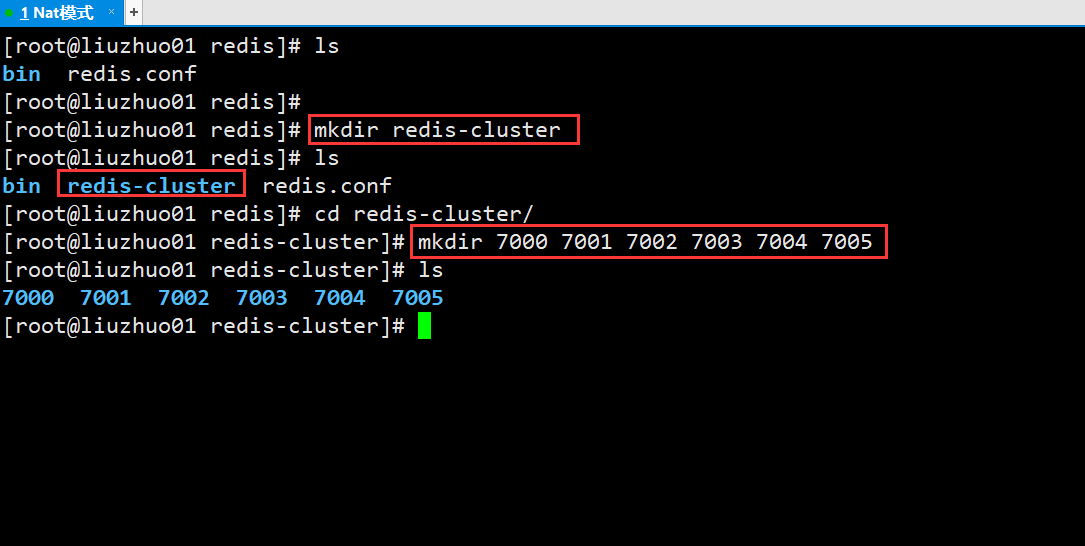 1 Nat模式 × +
[root@liuzhuo01 redis]# ls
bin  redis.conf
[root@liuzhuo01 redis]#
[root@liuzhuo01 redis]# mkdir redis-cluster
[root@liuzhuo01 redis]# ls
bin  redis-cluster  redis.conf
[root@liuzhuo01 redis]# cd redis-cluster/
[root@liuzhuo01 redis-cluster]# mkdir 7000 7001 7002 7003 7004 7005
[root@liuzhuo01 redis-cluster]# ls
7000  7001  7002  7003  7004  7005
[root@liuzhuo01 redis-cluster]#